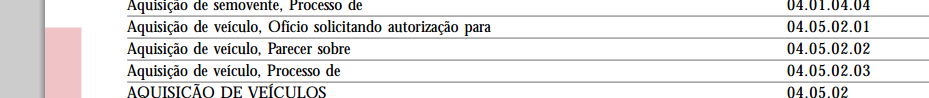 Aquisição de semovente, Processo de 04.01.04.04
Aquisição de veículo, Ofício solicitando autorização para 04.05.02.01
Aquisição de veículo, Parecer sobre 04.05.02.02
Aquisição de veículo, Processo de 04.05.02.03
AQUISIÇÃO DE VEÍCULOS 04.05.02